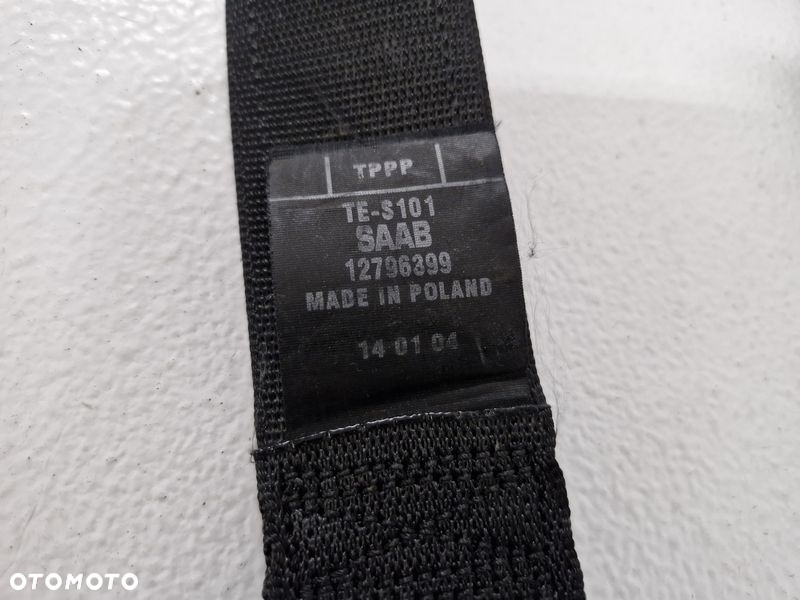 TPPP
TE-S101
SAAB
12796399
MADE IN POLAND
14 01 04
OTOMOTO